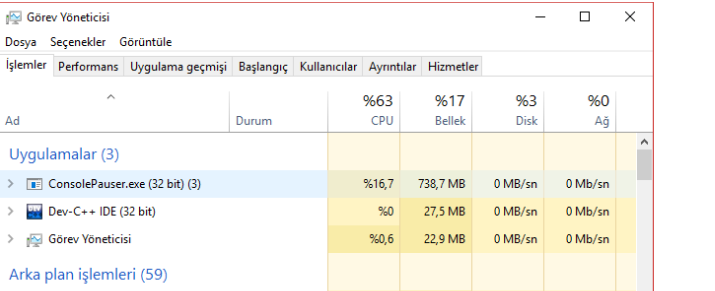 Görev Yöneticisi
Dosya Seçenekler Görüntüle
İşlemler Performans Uygulama geçmişi Başlangıç Kullanıcılar Ayrıntılar Hizmetler
%63 %17 %3 %0
Ad Durum CPU Bellek Disk Ağ
Uygulamalar (3)
ConsolePauser.exe (32 bit) (3) %16,7 738,7 MB 0 MB/sn 0 Mb/sn
Dev-C++ IDE (32 bit) %0 27,5 MB 0 MB/sn 0 Mb/sn
Görev Yöneticisi %0,6 22,9 MB 0 MB/sn 0 Mb/sn
Arka plan işlemleri (59)